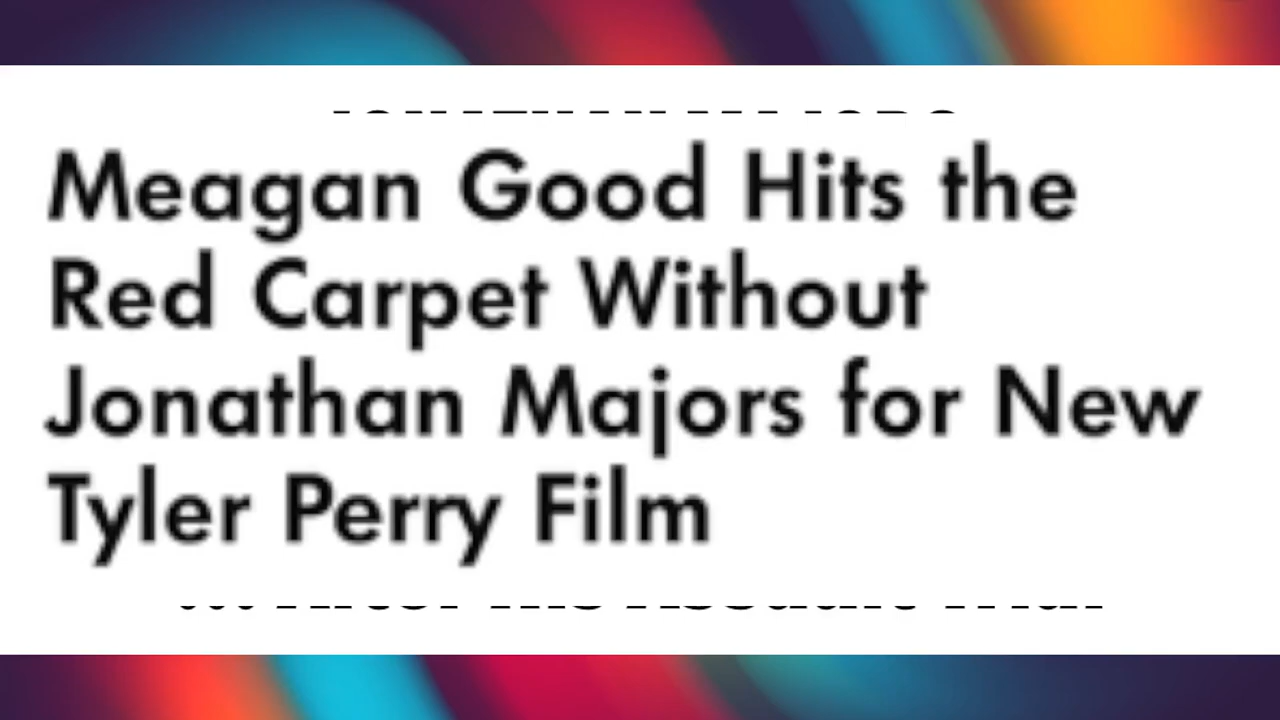 Meagan Good Hits the
Red Carpet Without
Jonathan Majors for New
Tyler Perry Film